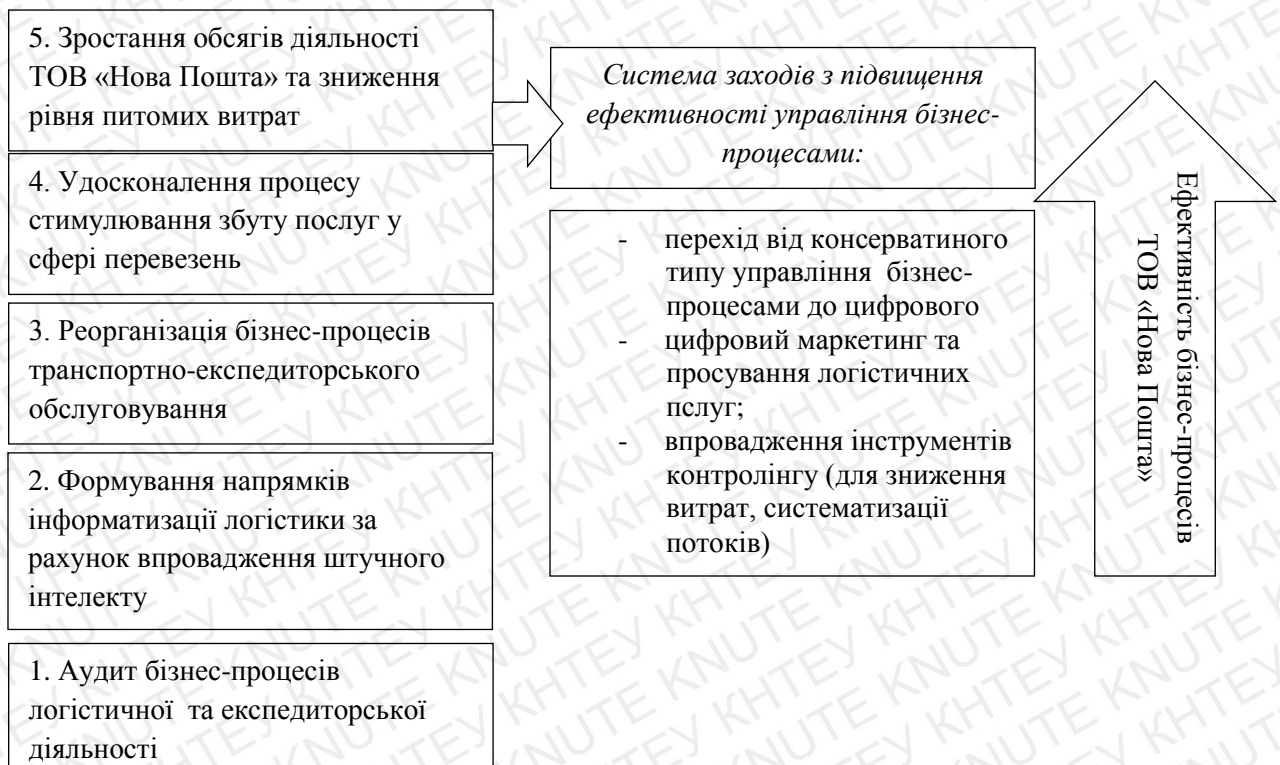 5. Зростання обсягів діяльності
ТОВ «Нова Пошта» та зниження
рівня питомих витрат
4. Удосконалення процесу
стимулювання збуту послуг у
сфері перевезень
3. Реорганізація бізнес-процесів
транспортно-експедиторського
обслуговування
2. Формування напрямків
інформатизації логістики за
рахунок впровадження штучного
інтелекту
1. Аудит бізнес-процесів
логістичної та експедиторської
діяльності
Система заходів з підвищення
ефективності управління бізнес-
процесами:
- перехід від консерватиного
типу управління бізнес-
процесами до цифрового
- цифровий маркетинг та
просування логістичних
пслуг;
- впровадження інструментів
контролінгу (для зниження
витрат, систематизації
потоків)
Ефективність бізнес-процесів
ТОВ «Нова Пошта»